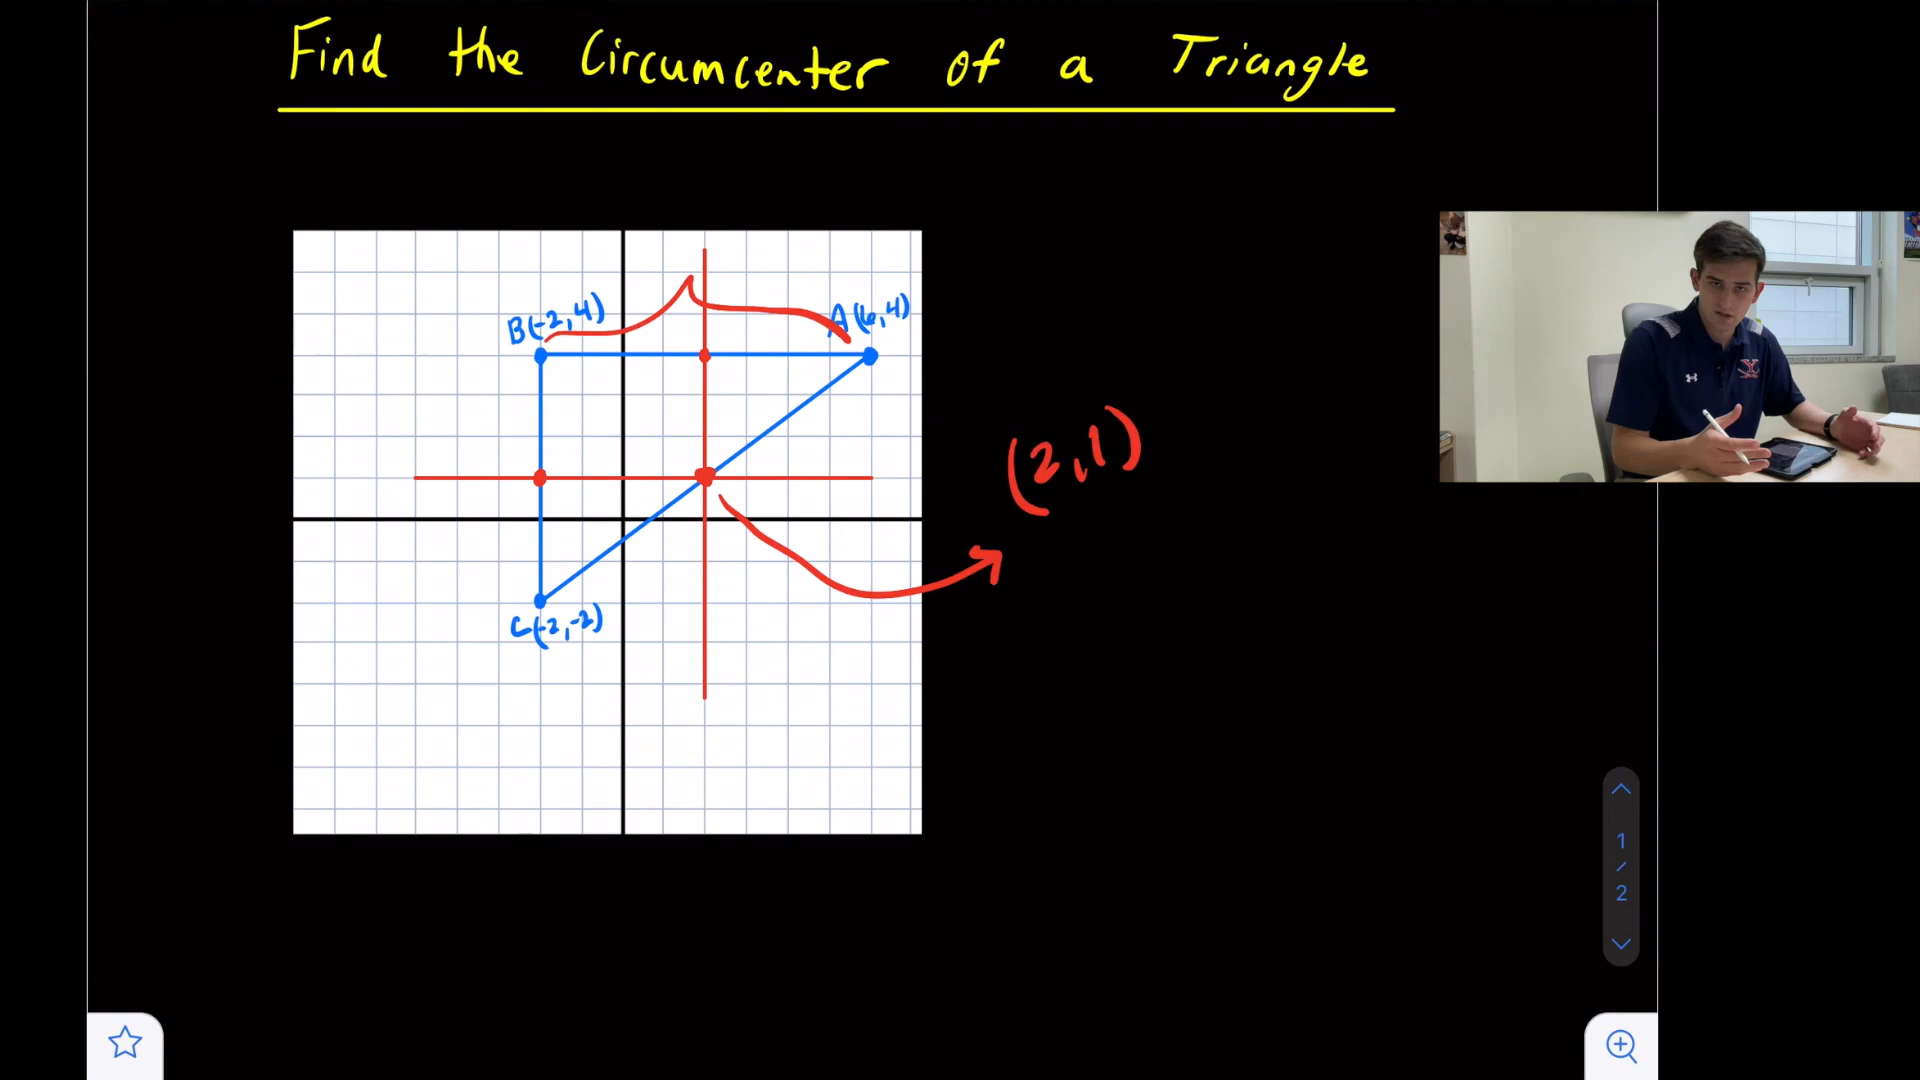 Find the Circumcenter of a Triangle
B(-2,4)
A(6,4)
(2,1)
C(-2,-2)
1
/
2
Y